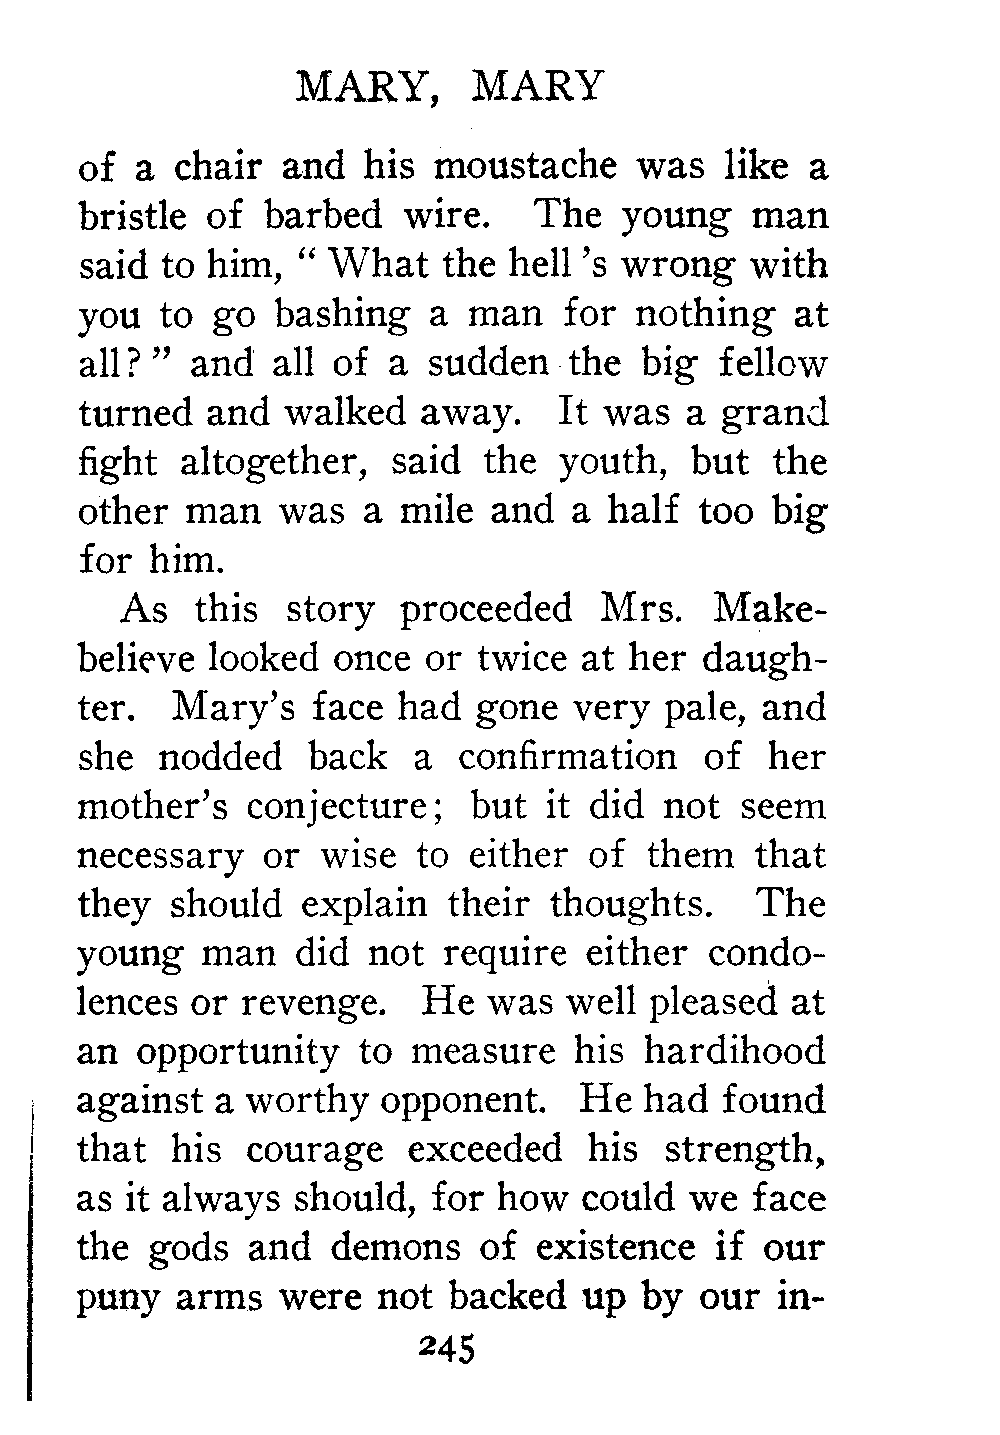 MARY, MARY
of a chair and his moustache was like a
bristle of barbed wire. The young man
said to him, “ What the hell 's wrong with
you to go bashing a man for nothing at
all? ” and all of a sudden the big fellow
turned and walked away. It was a grand
fight altogether, said the youth, but the
other man was a mile and a half too big
for him.
As this story proceeded Mrs. Make-
believe looked once or twice at her daugh-
ter. Mary's face had gone very pale, and
she nodded back a confirmation of her
mother's conjecture; but it did not seem
necessary or wise to either of them that
they should explain their thoughts. The
young man did not require either condo-
lences or revenge. He was well pleased at
an opportunity to measure his hardihood
against a worthy opponent. He had found
that his courage exceeded his strength,
as it always should, for how could we face
the gods and demons of existence if our
puny arms were not backed up by our in-
245